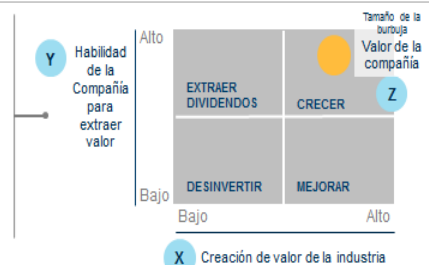 Tamaño de la
burbuja
Valor de la
compañía
Z
Y
Habilidad
de la
Compañía
para
extraer
valor
Alto
EXTRAER
DIVIDENDOS
CRECER
DESINVERTIR
MEJORAR
Bajo
Bajo
Alto
X
Creación de valor de la industria